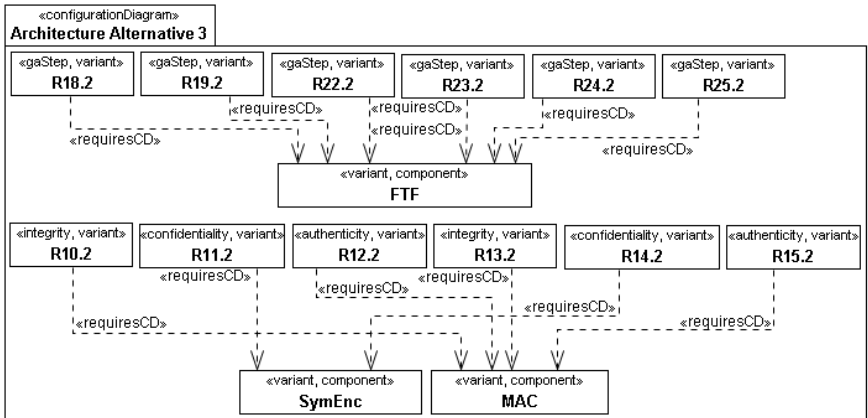 «configurationDiagram»
Architecture Alternative 3
«gaStep, variant» «gaStep, variant» «gaStep, variant» «gaStep, variant» «gaStep, variant» «gaStep, variant»
R18.2 R19.2 R22.2 R23.2 R24.2 R25.2
«requiresCD» «requiresCD» «requiresCD»
«requiresCD» «requiresCD» «requiresCD»
«variant, component»
FTF
«integrity, variant» «confidentiality, variant» «authenticity, variant» «integrity, variant» «confidentiality, variant» «authenticity, variant»
R10.2 R11.2 R12.2 R13.2 R14.2 R15.2
«requiresCD» «requiresCD»
«requiresCD» «requiresCD»
«requiresCD» «requiresCD»
«variant, component» «variant, component»
SymEnc MAC